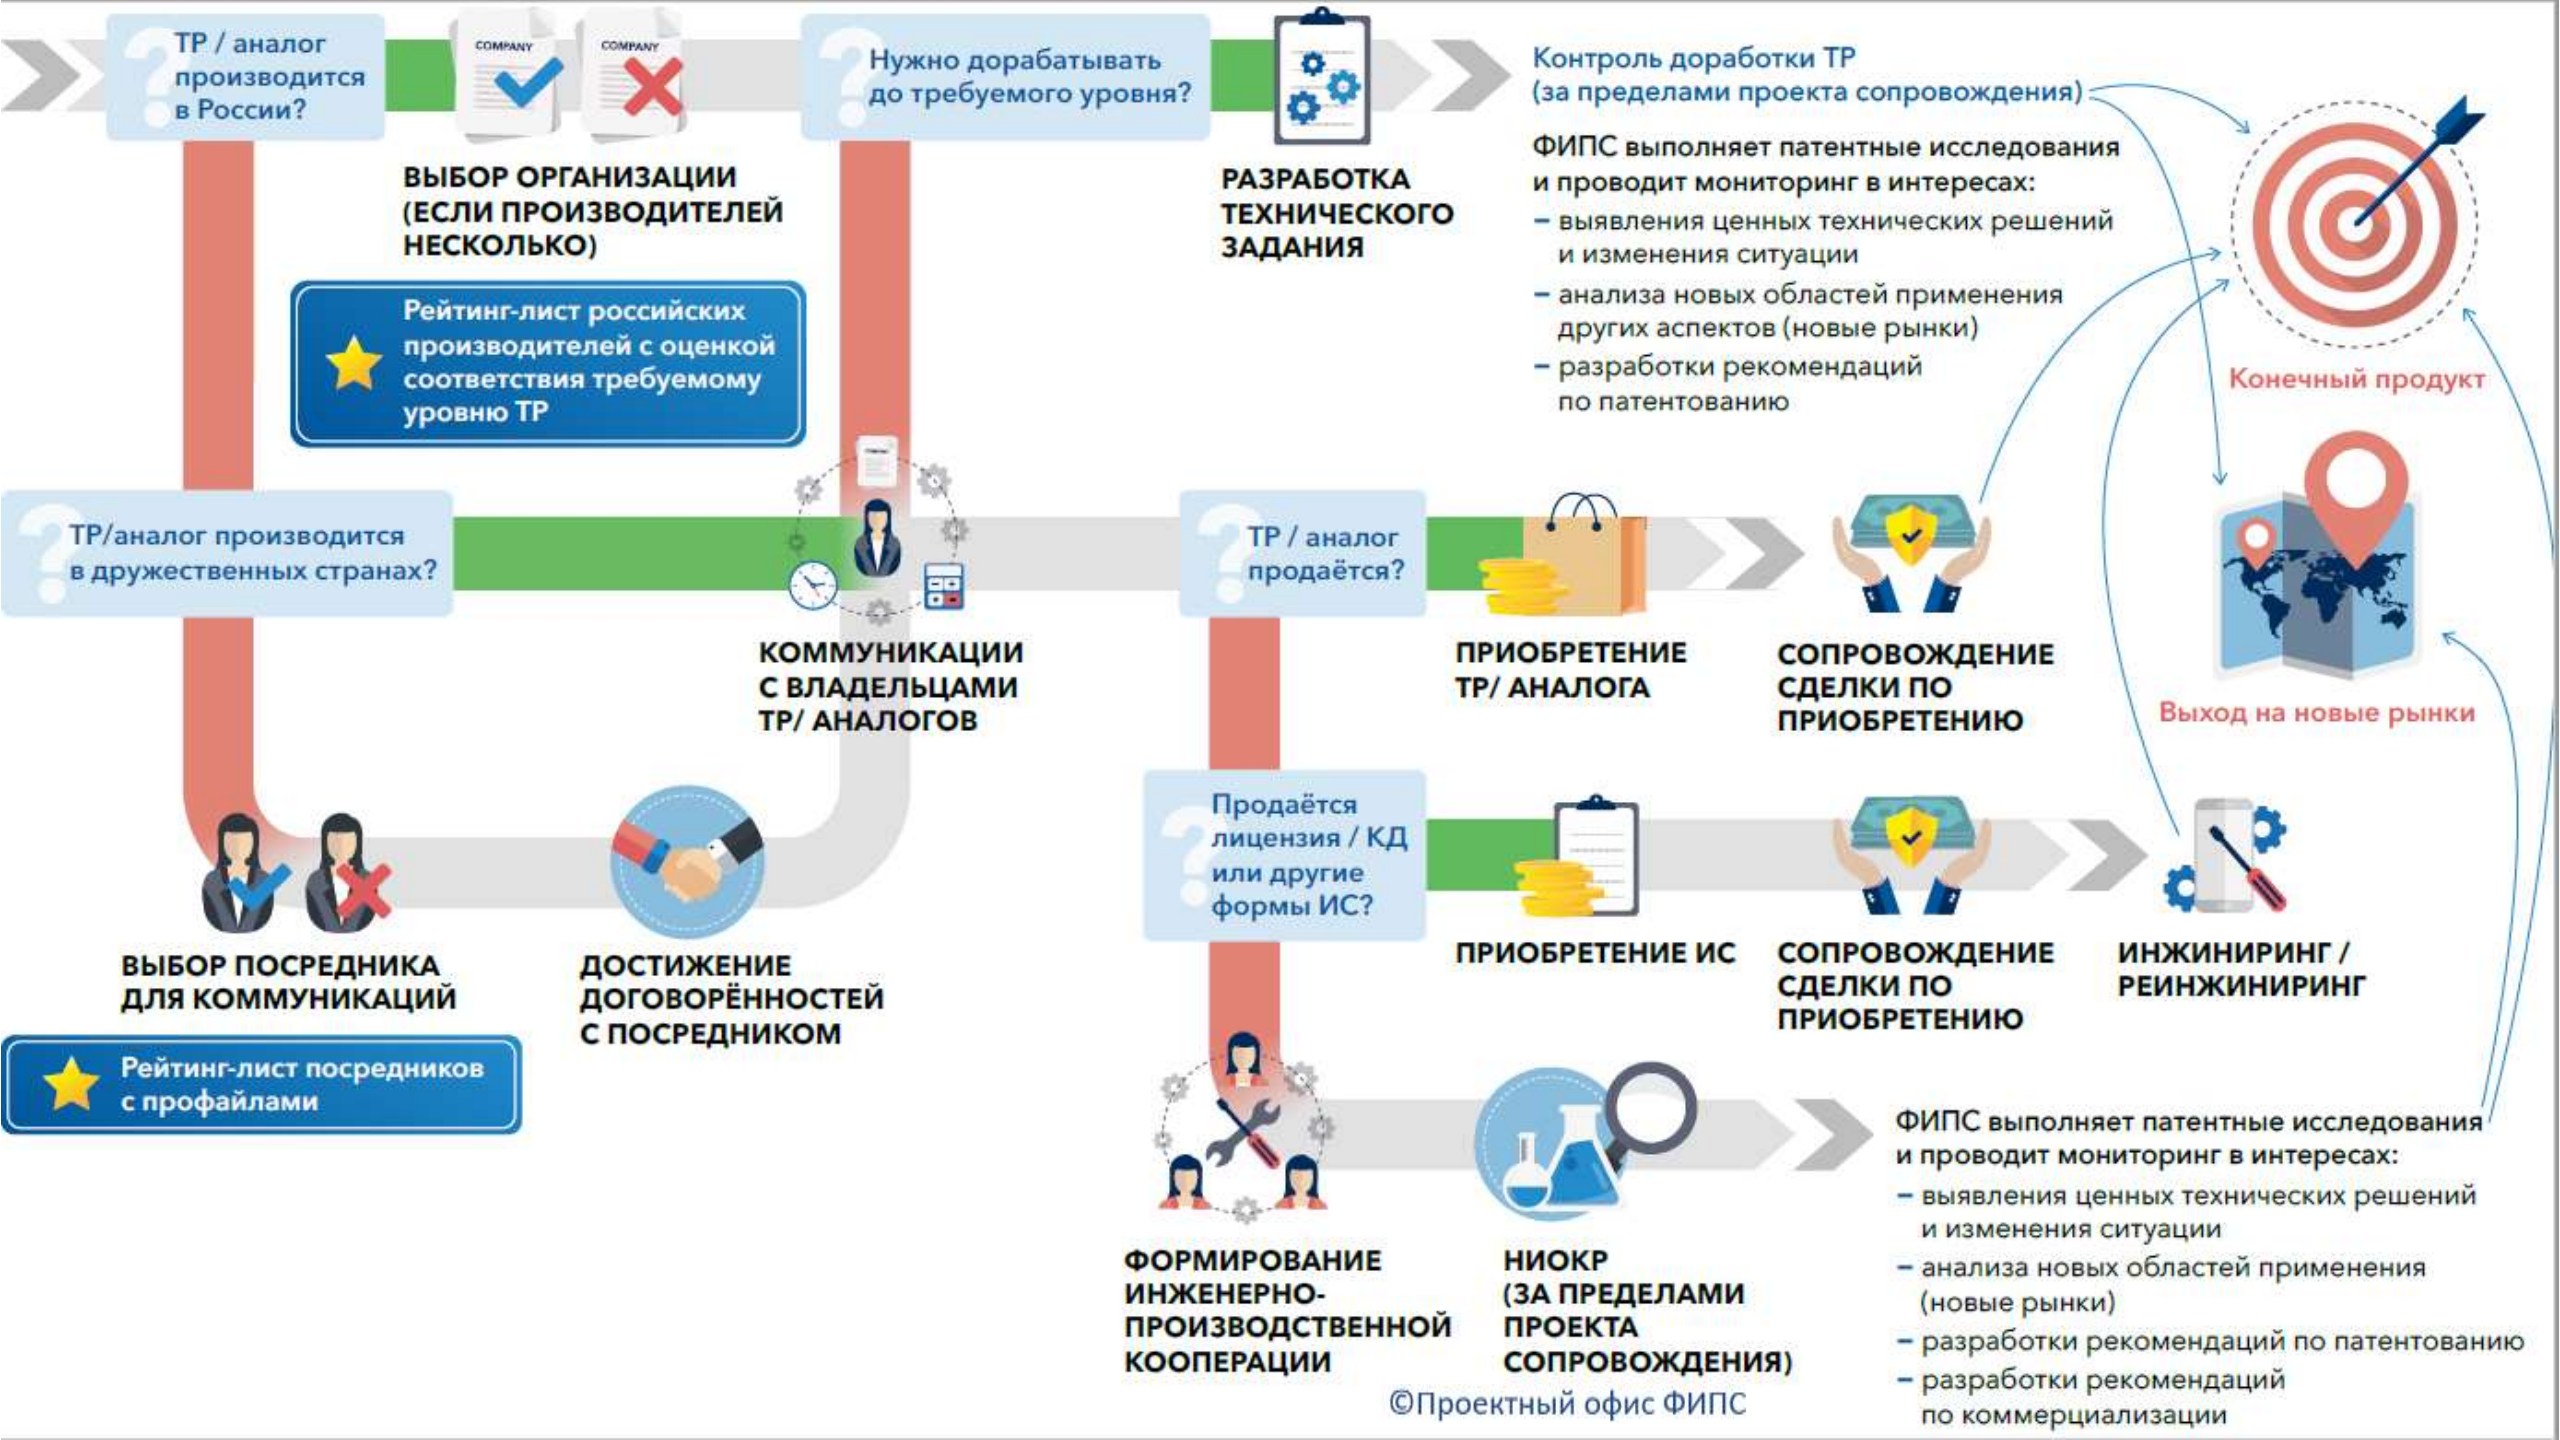 ТР / аналог
производится
в России?
COMPANY
COMPANY
ВЫБОР ОРГАНИЗАЦИИ
(ЕСЛИ ПРОИЗВОДИТЕЛЕЙ
НЕСКОЛЬКО)
Рейтинг-лист российских
производителей с оценкой
соответствия требуемому
уровню ТР
Нужно дорабатывать
до требуемого уровня?
РАЗРАБОТКА
ТЕХНИЧЕСКОГО
ЗАДАНИЯ
Контроль доработки ТР
(за пределами проекта сопровождения)
ФИПС выполняет патентные исследования
и проводит мониторинг в интересах:
– выявления ценных технических решений
и изменения ситуации
– анализа новых областей применения
других аспектов (новые рынки)
– разработки рекомендаций
по патентованию
Конечный продукт
ТР/аналог производится
в дружественных странах?
КОММУНИКАЦИИ
С ВЛАДЕЛЬЦАМИ
ТР/ АНАЛОГОВ
ТР / аналог
продаётся?
ПРИОБРЕТЕНИЕ
ТР/ АНАЛОГА
СОПРОВОЖДЕНИЕ
СДЕЛКИ ПО
ПРИОБРЕТЕНИЮ
Выход на новые рынки
ВЫБОР ПОСРЕДНИКА
ДЛЯ КОММУНИКАЦИЙ
Рейтинг-лист посредников
с профайлами
ДОСТИЖЕНИЕ
ДОГОВОРЁННОСТЕЙ
С ПОСРЕДНИКОМ
Продаётся
лицензия / КД
или другие
формы ИС?
ПРИОБРЕТЕНИЕ ИС
СОПРОВОЖДЕНИЕ
СДЕЛКИ ПО
ПРИОБРЕТЕНИЮ
ИНЖИНИРИНГ /
РЕИНЖИНИРИНГ
ФОРМИРОВАНИЕ
ИНЖЕНЕРНО-
ПРОИЗВОДСТВЕННОЙ
КООПЕРАЦИИ
НИОКР
(ЗА ПРЕДЕЛАМИ
ПРОЕКТА
СОПРОВОЖДЕНИЯ)
ФИПС выполняет патентные исследования
и проводит мониторинг в интересах:
– выявления ценных технических решений
и изменения ситуации
– анализа новых областей применения
(новые рынки)
– разработки рекомендаций по патентованию
– разработки рекомендаций
по коммерциализации
©Проектный офис ФИПС